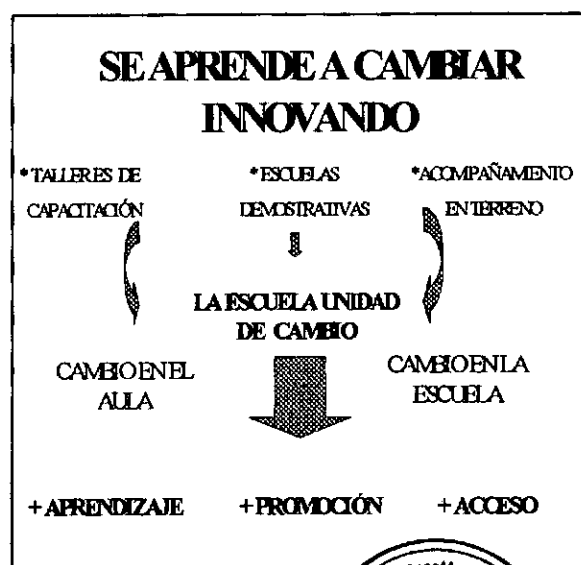 SE APRENDE A CAMBIAR
INNOVANDO
*TALLERES DE
CAPACITACIÓN
*ESCUELAS
DEMOSTRATIVAS
*ACOMPAÑAMIENTO
EN TERRENO
LA ESCUELA UNIDAD
DE CAMBIO
CAMBIO EN EL
AULA
CAMBIO EN LA
ESCUELA
+ APRENDIZAJE
+ PROMOCIÓN
+ ACCESO